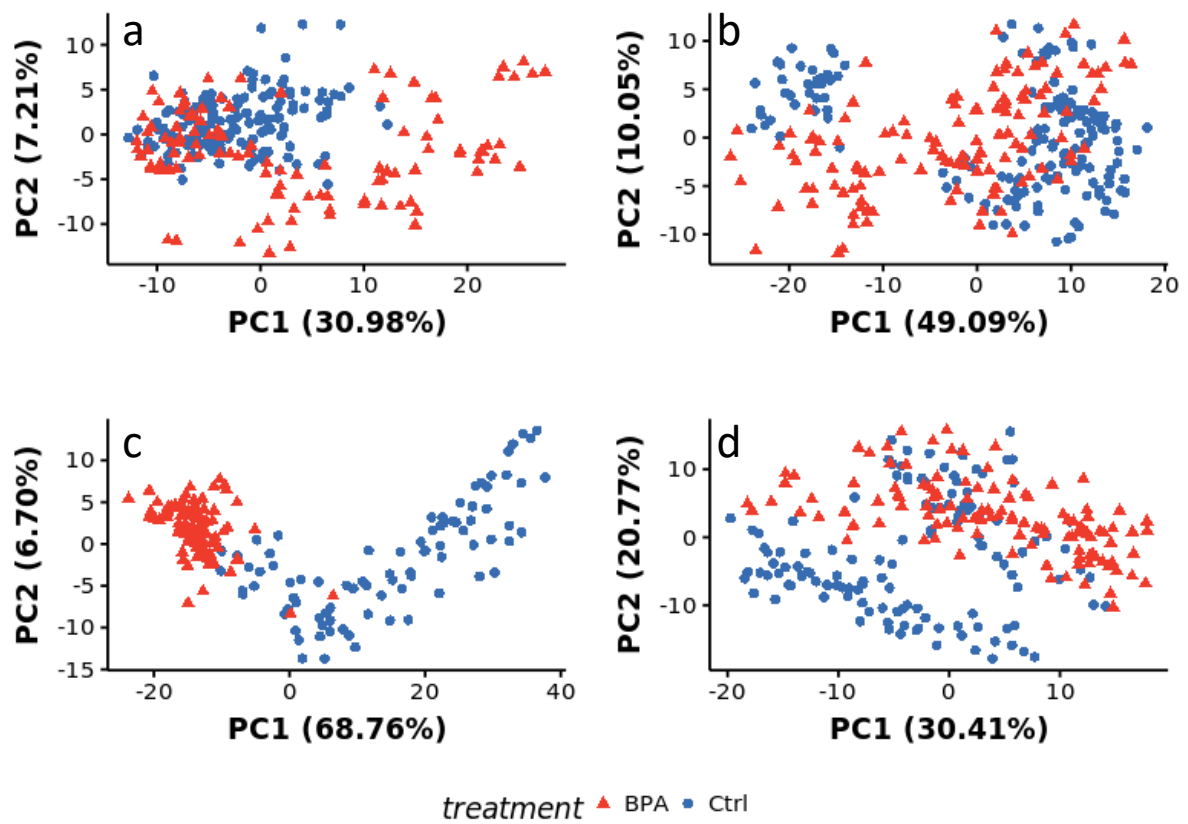 a
b
PC2 (7.21%)
10
5
0
-5
-10
-10
0
10
20
PC1 (30.98%)
PC2 (10.05%)
10
5
0
-5
-10
-20
-10
0
10
20
PC1 (49.09%)
c
d
PC2 (6.70%)
10
5
0
-5
-10
-15
-20
0
20
40
PC1 (68.76%)
PC2 (20.77%)
10
0
-10
-20
-10
0
10
PC1 (30.41%)
treatment BPA Ctrl